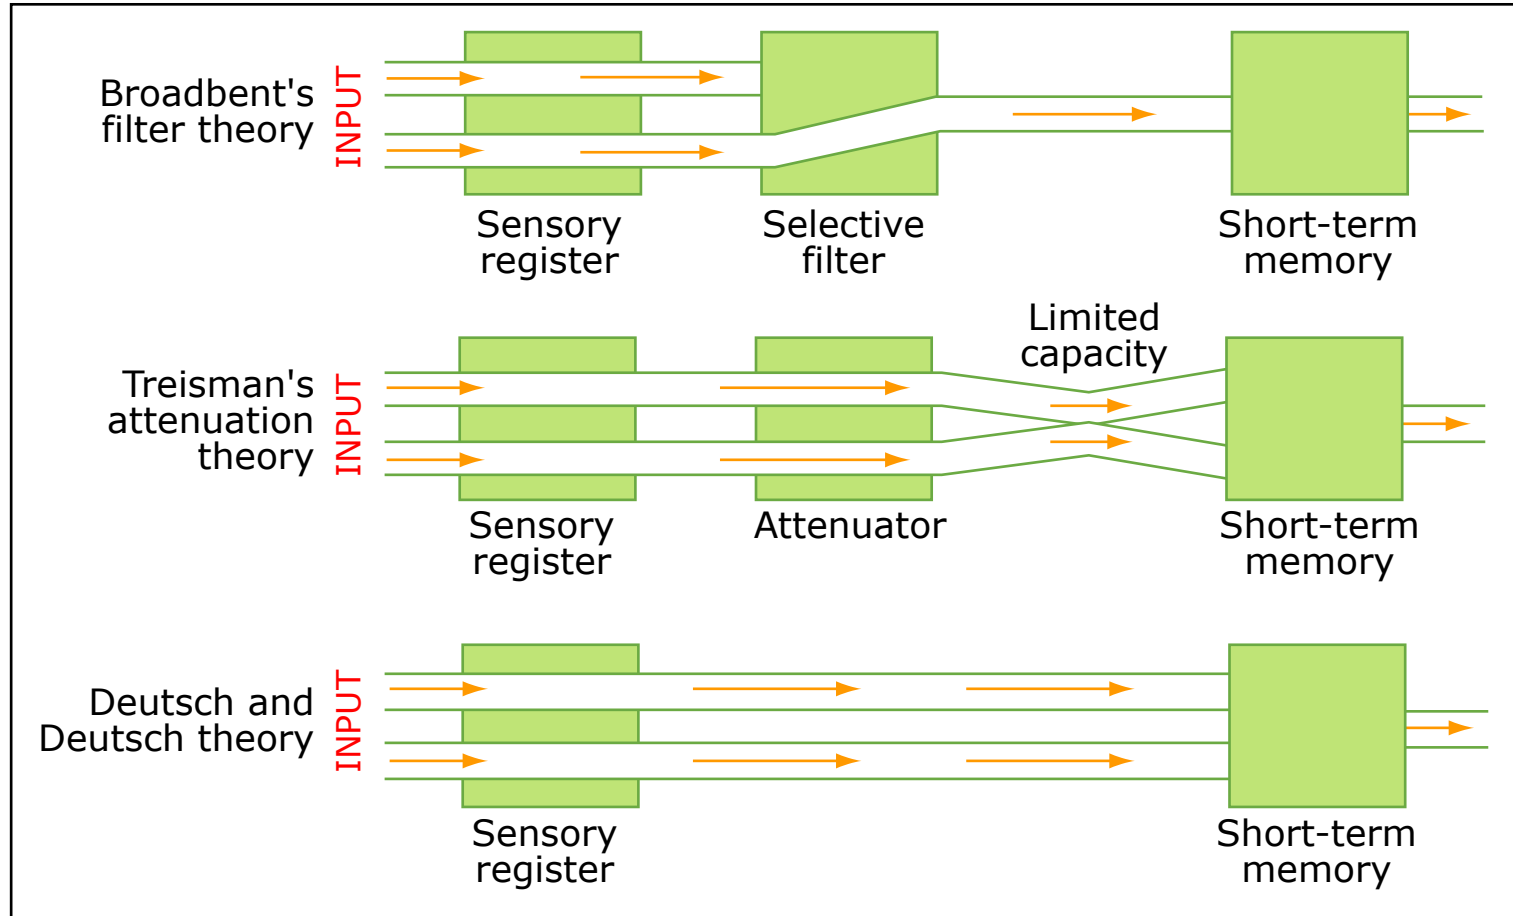 Broadbent's
filter theory
INPUT
Sensory
register
Selective
filter
Short-term
memory
Treisman's
attenuation
theory
INPUT
Limited
capacity
Sensory
register
Attenuator
Short-term
memory
Deutsch and
Deutsch theory
INPUT
Sensory
register
Short-term
memory